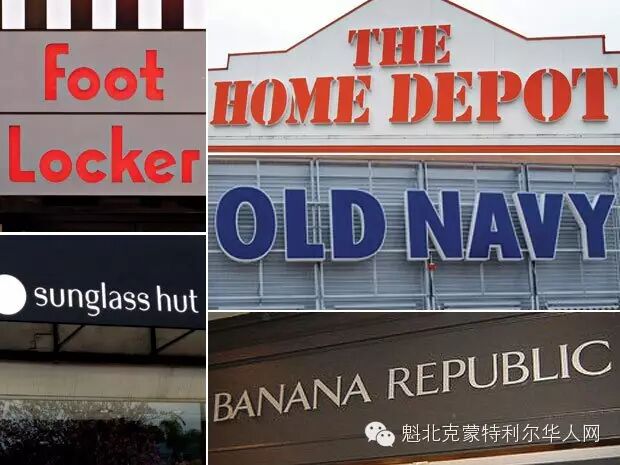 Foot
Locker
THE
HOME DEPOT
OLD NAVY
sunglass hut
BANANA REPUBLIC
魁北克蒙特利尔华人网